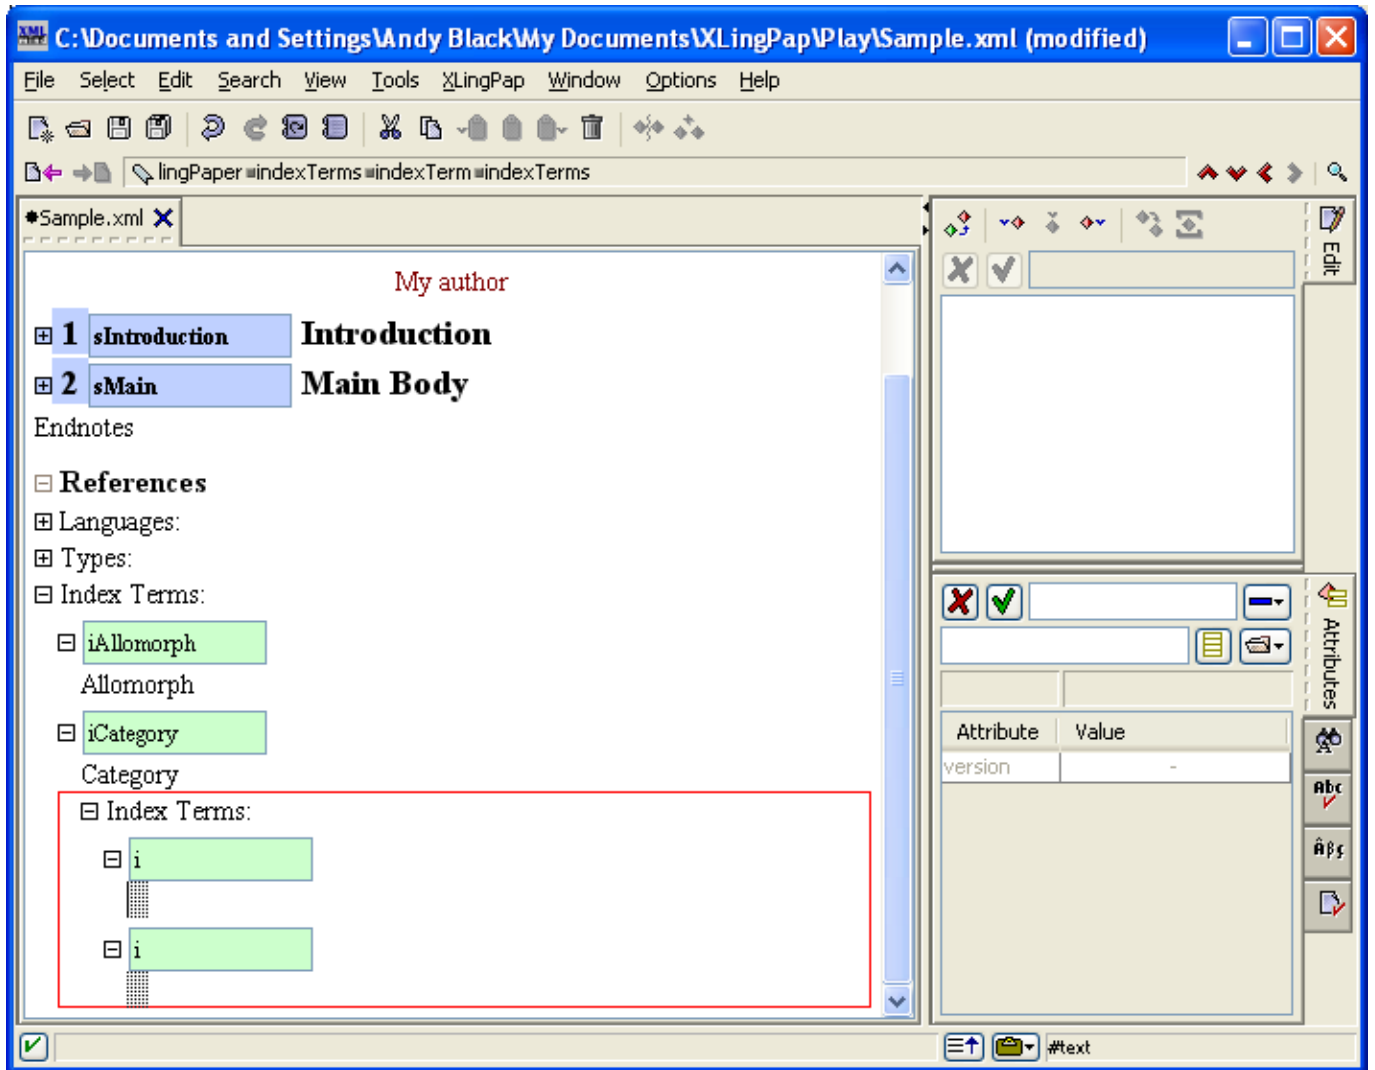 C:\Documents and Settings\Andy Black\My Documents\XLingPap\Play\Sample.xml (modified)
File Select Edit Search View Tools XLingPap Window Options Help
lingPaper indexTerms indexTerm indexTerms
Sample.xml
Edit
My author
1 sIntroduction Introduction
2 sMain Main Body
Endnotes
References
Languages:
Types:
Index Terms:
iAllomorph
Allomorph
iCategory
Category
Index Terms:
i
i
Attributes
Attribute Value
version -
Abc
Âβç
#text